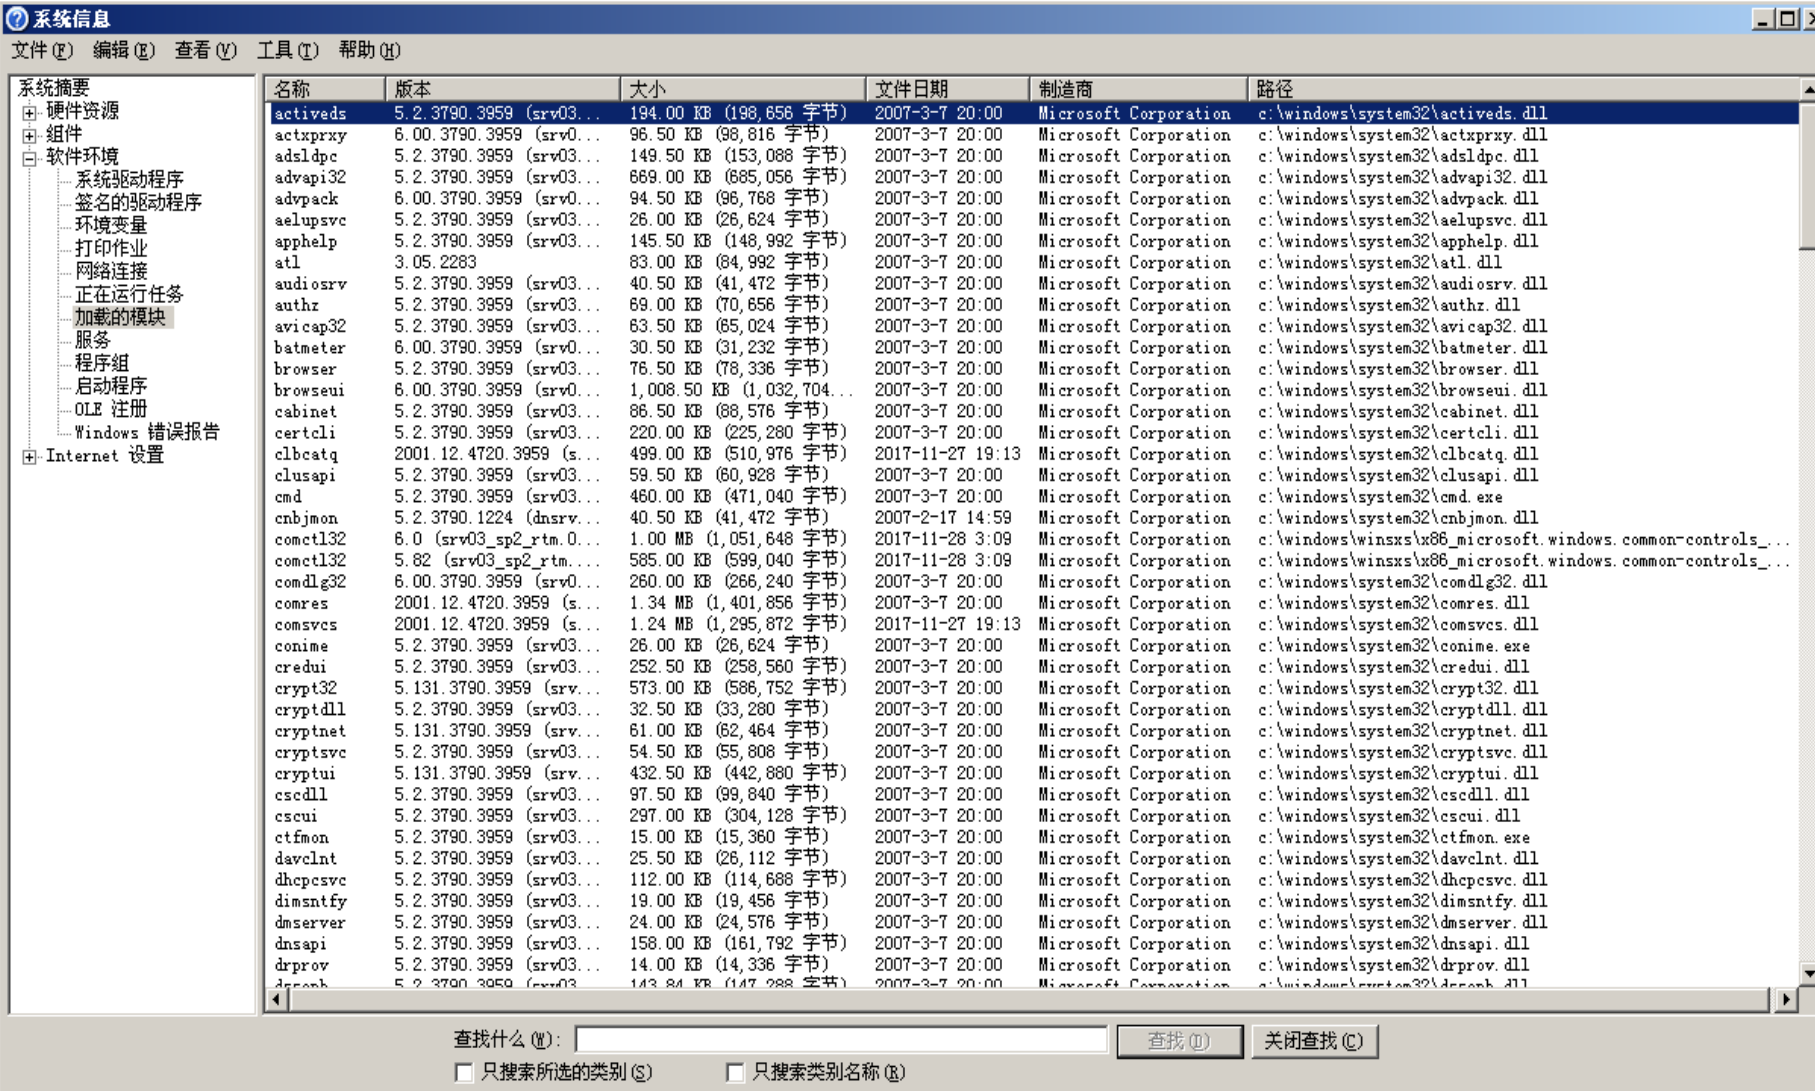 系统信息
文件(F) 编辑(E) 查看(V) 工具(T) 帮助(H)
系统摘要
硬件资源
组件
软件环境
系统驱动程序
签名的驱动程序
环境变量
打印作业
网络连接
正在运行任务
加载的模块
服务
程序组
启动程序
OLE 注册
Windows 错误报告
Internet 设置
名称 版本 大小 文件日期 制造商 路径
activeds 5.2.3790.3959 (srv03... 194.00 KB (198,656 字节) 2007-3-7 20:00 Microsoft Corporation c:\windows\system32\activeds.dll
actxprxy 6.00.3790.3959 (srv0... 96.50 KB (98,816 字节) 2007-3-7 20:00 Microsoft Corporation c:\windows\system32\actxprxy.dll
adsldpc 5.2.3790.3959 (srv03... 149.50 KB (153,088 字节) 2007-3-7 20:00 Microsoft Corporation c:\windows\system32\adsldpc.dll
advapi32 5.2.3790.3959 (srv03... 669.00 KB (685,056 字节) 2007-3-7 20:00 Microsoft Corporation c:\windows\system32\advapi32.dll
advpack 6.00.3790.3959 (srv0... 94.50 KB (96,768 字节) 2007-3-7 20:00 Microsoft Corporation c:\windows\system32\advpack.dll
aelupsvc 5.2.3790.3959 (srv03... 26.00 KB (26,624 字节) 2007-3-7 20:00 Microsoft Corporation c:\windows\system32\aelupsvc.dll
apphelp 5.2.3790.3959 (srv03... 145.50 KB (148,992 字节) 2007-3-7 20:00 Microsoft Corporation c:\windows\system32\apphelp.dll
atl 3.05.2283 83.00 KB (84,992 字节) 2007-3-7 20:00 Microsoft Corporation c:\windows\system32\atl.dll
audiosrv 5.2.3790.3959 (srv03... 40.50 KB (41,472 字节) 2007-3-7 20:00 Microsoft Corporation c:\windows\system32\audiosrv.dll
authz 5.2.3790.3959 (srv03... 69.00 KB (70,656 字节) 2007-3-7 20:00 Microsoft Corporation c:\windows\system32\authz.dll
avicap32 5.2.3790.3959 (srv03... 63.50 KB (65,024 字节) 2007-3-7 20:00 Microsoft Corporation c:\windows\system32\avicap32.dll
batmeter 6.00.3790.3959 (srv0... 30.50 KB (31,232 字节) 2007-3-7 20:00 Microsoft Corporation c:\windows\system32\batmeter.dll
browser 5.2.3790.3959 (srv03... 76.50 KB (78,336 字节) 2007-3-7 20:00 Microsoft Corporation c:\windows\system32\browser.dll
browseui 6.00.3790.3959 (srv0... 1,008.50 KB (1,032,704... 2007-3-7 20:00 Microsoft Corporation c:\windows\system32\browseui.dll
cabinet 5.2.3790.3959 (srv03... 86.50 KB (88,576 字节) 2007-3-7 20:00 Microsoft Corporation c:\windows\system32\cabinet.dll
certcli 5.2.3790.3959 (srv03... 220.00 KB (225,280 字节) 2007-3-7 20:00 Microsoft Corporation c:\windows\system32\certcli.dll
clbcatq 2001.12.4720.3959 (s... 499.00 KB (510,976 字节) 2017-11-27 19:13 Microsoft Corporation c:\windows\system32\clbcatq.dll
clusapi 5.2.3790.3959 (srv03... 59.50 KB (60,928 字节) 2007-3-7 20:00 Microsoft Corporation c:\windows\system32\clusapi.dll
cmd 5.2.3790.3959 (srv03... 460.00 KB (471,040 字节) 2007-3-7 20:00 Microsoft Corporation c:\windows\system32\cmd.exe
cnbjmon 5.2.3790.1224 (dnsrv... 40.50 KB (41,472 字节) 2007-2-17 14:59 Microsoft Corporation c:\windows\system32\cnbjmon.dll
comctl32 6.0 (srv03_sp2_rtm.0... 1.00 MB (1,051,648 字节) 2017-11-28 3:09 Microsoft Corporation c:\windows\winsxs\x86_microsoft.windows.common-controls_...
comctl32 5.82 (srv03_sp2_rtm.... 585.00 KB (599,040 字节) 2017-11-28 3:09 Microsoft Corporation c:\windows\winsxs\x86_microsoft.windows.common-controls_...
comdlg32 6.00.3790.3959 (srv0... 260.00 KB (266,240 字节) 2007-3-7 20:00 Microsoft Corporation c:\windows\system32\comdlg32.dll
comres 2001.12.4720.3959 (s... 1.34 MB (1,401,856 字节) 2007-3-7 20:00 Microsoft Corporation c:\windows\system32\comres.dll
comsvcs 2001.12.4720.3959 (s... 1.24 MB (1,295,872 字节) 2017-11-27 19:13 Microsoft Corporation c:\windows\system32\comsvcs.dll
conime 5.2.3790.3959 (srv03... 26.00 KB (26,624 字节) 2007-3-7 20:00 Microsoft Corporation c:\windows\system32\conime.exe
credui 5.2.3790.3959 (srv03... 252.50 KB (258,560 字节) 2007-3-7 20:00 Microsoft Corporation c:\windows\system32\credui.dll
crypt32 5.131.3790.3959 (srv... 573.00 KB (586,752 字节) 2007-3-7 20:00 Microsoft Corporation c:\windows\system32\crypt32.dll
cryptdll 5.2.3790.3959 (srv03... 32.50 KB (33,280 字节) 2007-3-7 20:00 Microsoft Corporation c:\windows\system32\cryptdll.dll
cryptnet 5.131.3790.3959 (srv... 61.00 KB (62,464 字节) 2007-3-7 20:00 Microsoft Corporation c:\windows\system32\cryptnet.dll
cryptsvc 5.2.3790.3959 (srv03... 54.50 KB (55,808 字节) 2007-3-7 20:00 Microsoft Corporation c:\windows\system32\cryptsvc.dll
cryptui 5.131.3790.3959 (srv... 432.50 KB (442,880 字节) 2007-3-7 20:00 Microsoft Corporation c:\windows\system32\cryptui.dll
cscdll 5.2.3790.3959 (srv03... 97.50 KB (99,840 字节) 2007-3-7 20:00 Microsoft Corporation c:\windows\system32\cscdll.dll
cscui 5.2.3790.3959 (srv03... 297.00 KB (304,128 字节) 2007-3-7 20:00 Microsoft Corporation c:\windows\system32\cscui.dll
ctfmon 5.2.3790.3959 (srv03... 15.00 KB (15,360 字节) 2007-3-7 20:00 Microsoft Corporation c:\windows\system32\ctfmon.exe
davclnt 5.2.3790.3959 (srv03... 25.50 KB (26,112 字节) 2007-3-7 20:00 Microsoft Corporation c:\windows\system32\davclnt.dll
dhcpcsvc 5.2.3790.3959 (srv03... 112.00 KB (114,688 字节) 2007-3-7 20:00 Microsoft Corporation c:\windows\system32\dhcpcsvc.dll
dimsntfy 5.2.3790.3959 (srv03... 19.00 KB (19,456 字节) 2007-3-7 20:00 Microsoft Corporation c:\windows\system32\dimsntfy.dll
dmserver 5.2.3790.3959 (srv03... 24.00 KB (24,576 字节) 2007-3-7 20:00 Microsoft Corporation c:\windows\system32\dmserver.dll
dnsapi 5.2.3790.3959 (srv03... 158.00 KB (161,792 字节) 2007-3-7 20:00 Microsoft Corporation c:\windows\system32\dnsapi.dll
drprov 5.2.3790.3959 (srv03... 14.00 KB (14,336 字节) 2007-3-7 20:00 Microsoft Corporation c:\windows\system32\drprov.dll
5.2.3790.3959 (srv03... 143.84 KB (147,288 字节) 2007-3-7 20:00 Microsoft Corporation
查找什么(W): 查找(D) 关闭查找(C)
只搜索所选的类别(S) 只搜索类别名称(R)